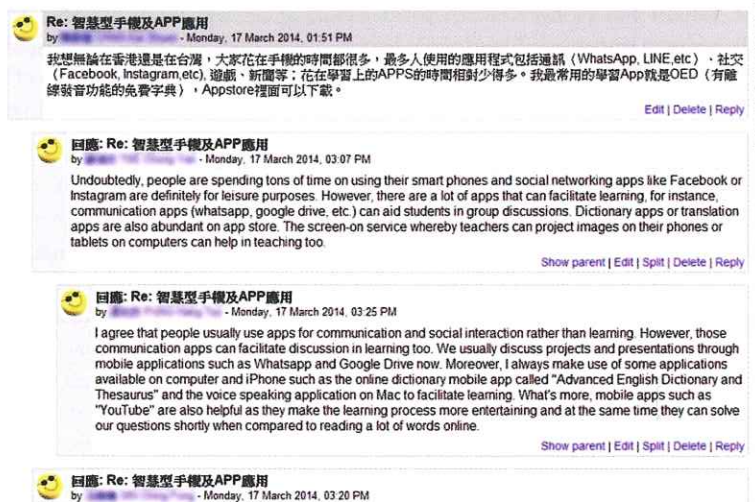 Re: 智慧型手機及APP應用
by - Monday, 17 March 2014, 01:51 PM
我想無論在香港還是在台灣，大家花在手機的時間都很多，最多人使用的應用程式包括通訊（WhatsApp, LINE,etc）、社交
（Facebook, Instagram,etc), 遊戲、新聞等；花在學習上的APPS的時間相對少得多。我最常用的學習App就是OED（有離
線發音功能的免費字典），Appstore裡面可以下載。
Edit | Delete | Reply
回應: Re: 智慧型手機及APP應用
by - Monday, 17 March 2014, 03:07 PM
Undoubtedly, people are spending tons of time on using their smart phones and social networking apps like Facebook or
Instagram are definitely for leisure purposes. However, there are a lot of apps that can facilitate learning, for instance,
communication apps (whatsapp, google drive, etc.) can aid students in group discussions. Dictionary apps or translation
apps are also abundant on app store. The screen-on service whereby teachers can project images on their phones or
tablets on computers can help in teaching too.
Show parent | Edit | Split | Delete | Reply
回應: Re: 智慧型手機及APP應用
by - Monday, 17 March 2014, 03:25 PM
I agree that people usually use apps for communication and social interaction rather than learning. However, those
communication apps can facilitate discussion in learning too. We usually discuss projects and presentations through
mobile applications such as Whatsapp and Google Drive now. Moreover, I always make use of some applications
available on computer and iPhone such as the online dictionary mobile app called "Advanced English Dictionary and
Thesaurus" and the voice speaking application on Mac to facilitate learning. What's more, mobile apps such as
"YouTube" are also helpful as they make the learning process more entertaining and at the same time they can solve
our questions shortly when compared to reading a lot of words online.
Show parent | Edit | Split | Delete | Reply
回應: Re: 智慧型手機及APP應用
by - Monday, 17 March 2014, 03:20 PM